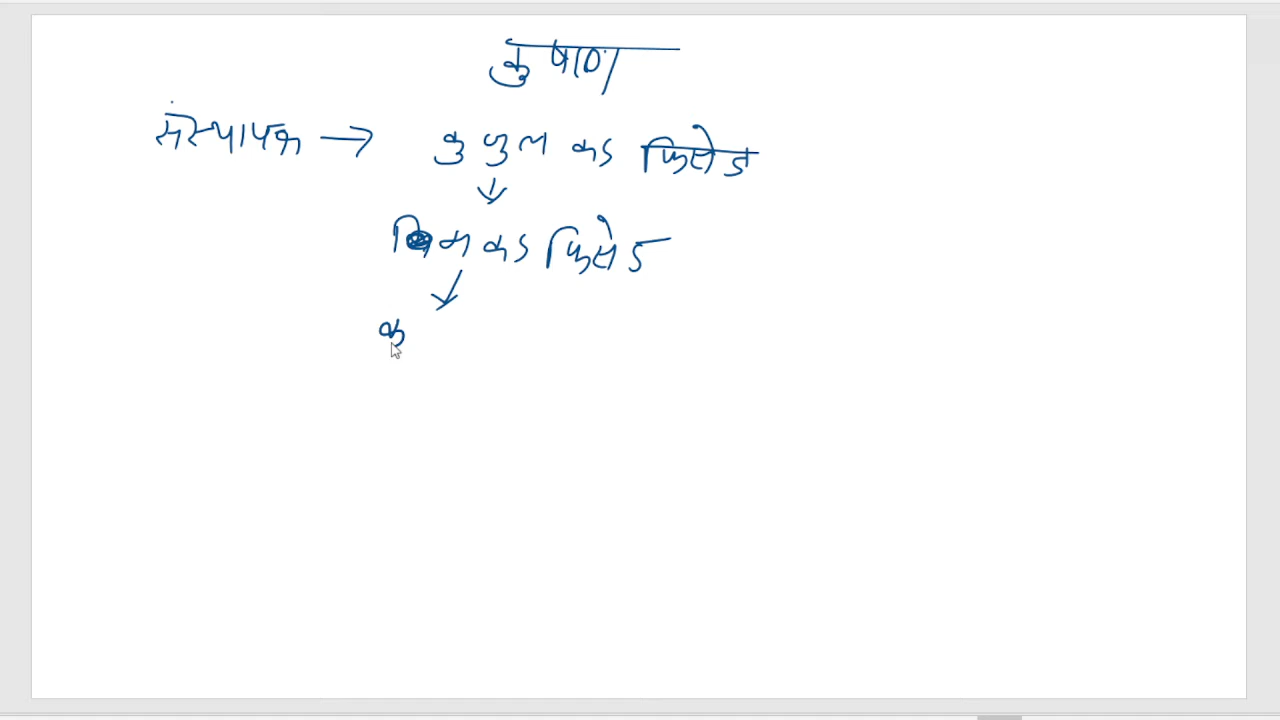 कुषाण
संस्थापक → कुजुल कड फिसेड
↓
विम कड फिसेड
↓
क